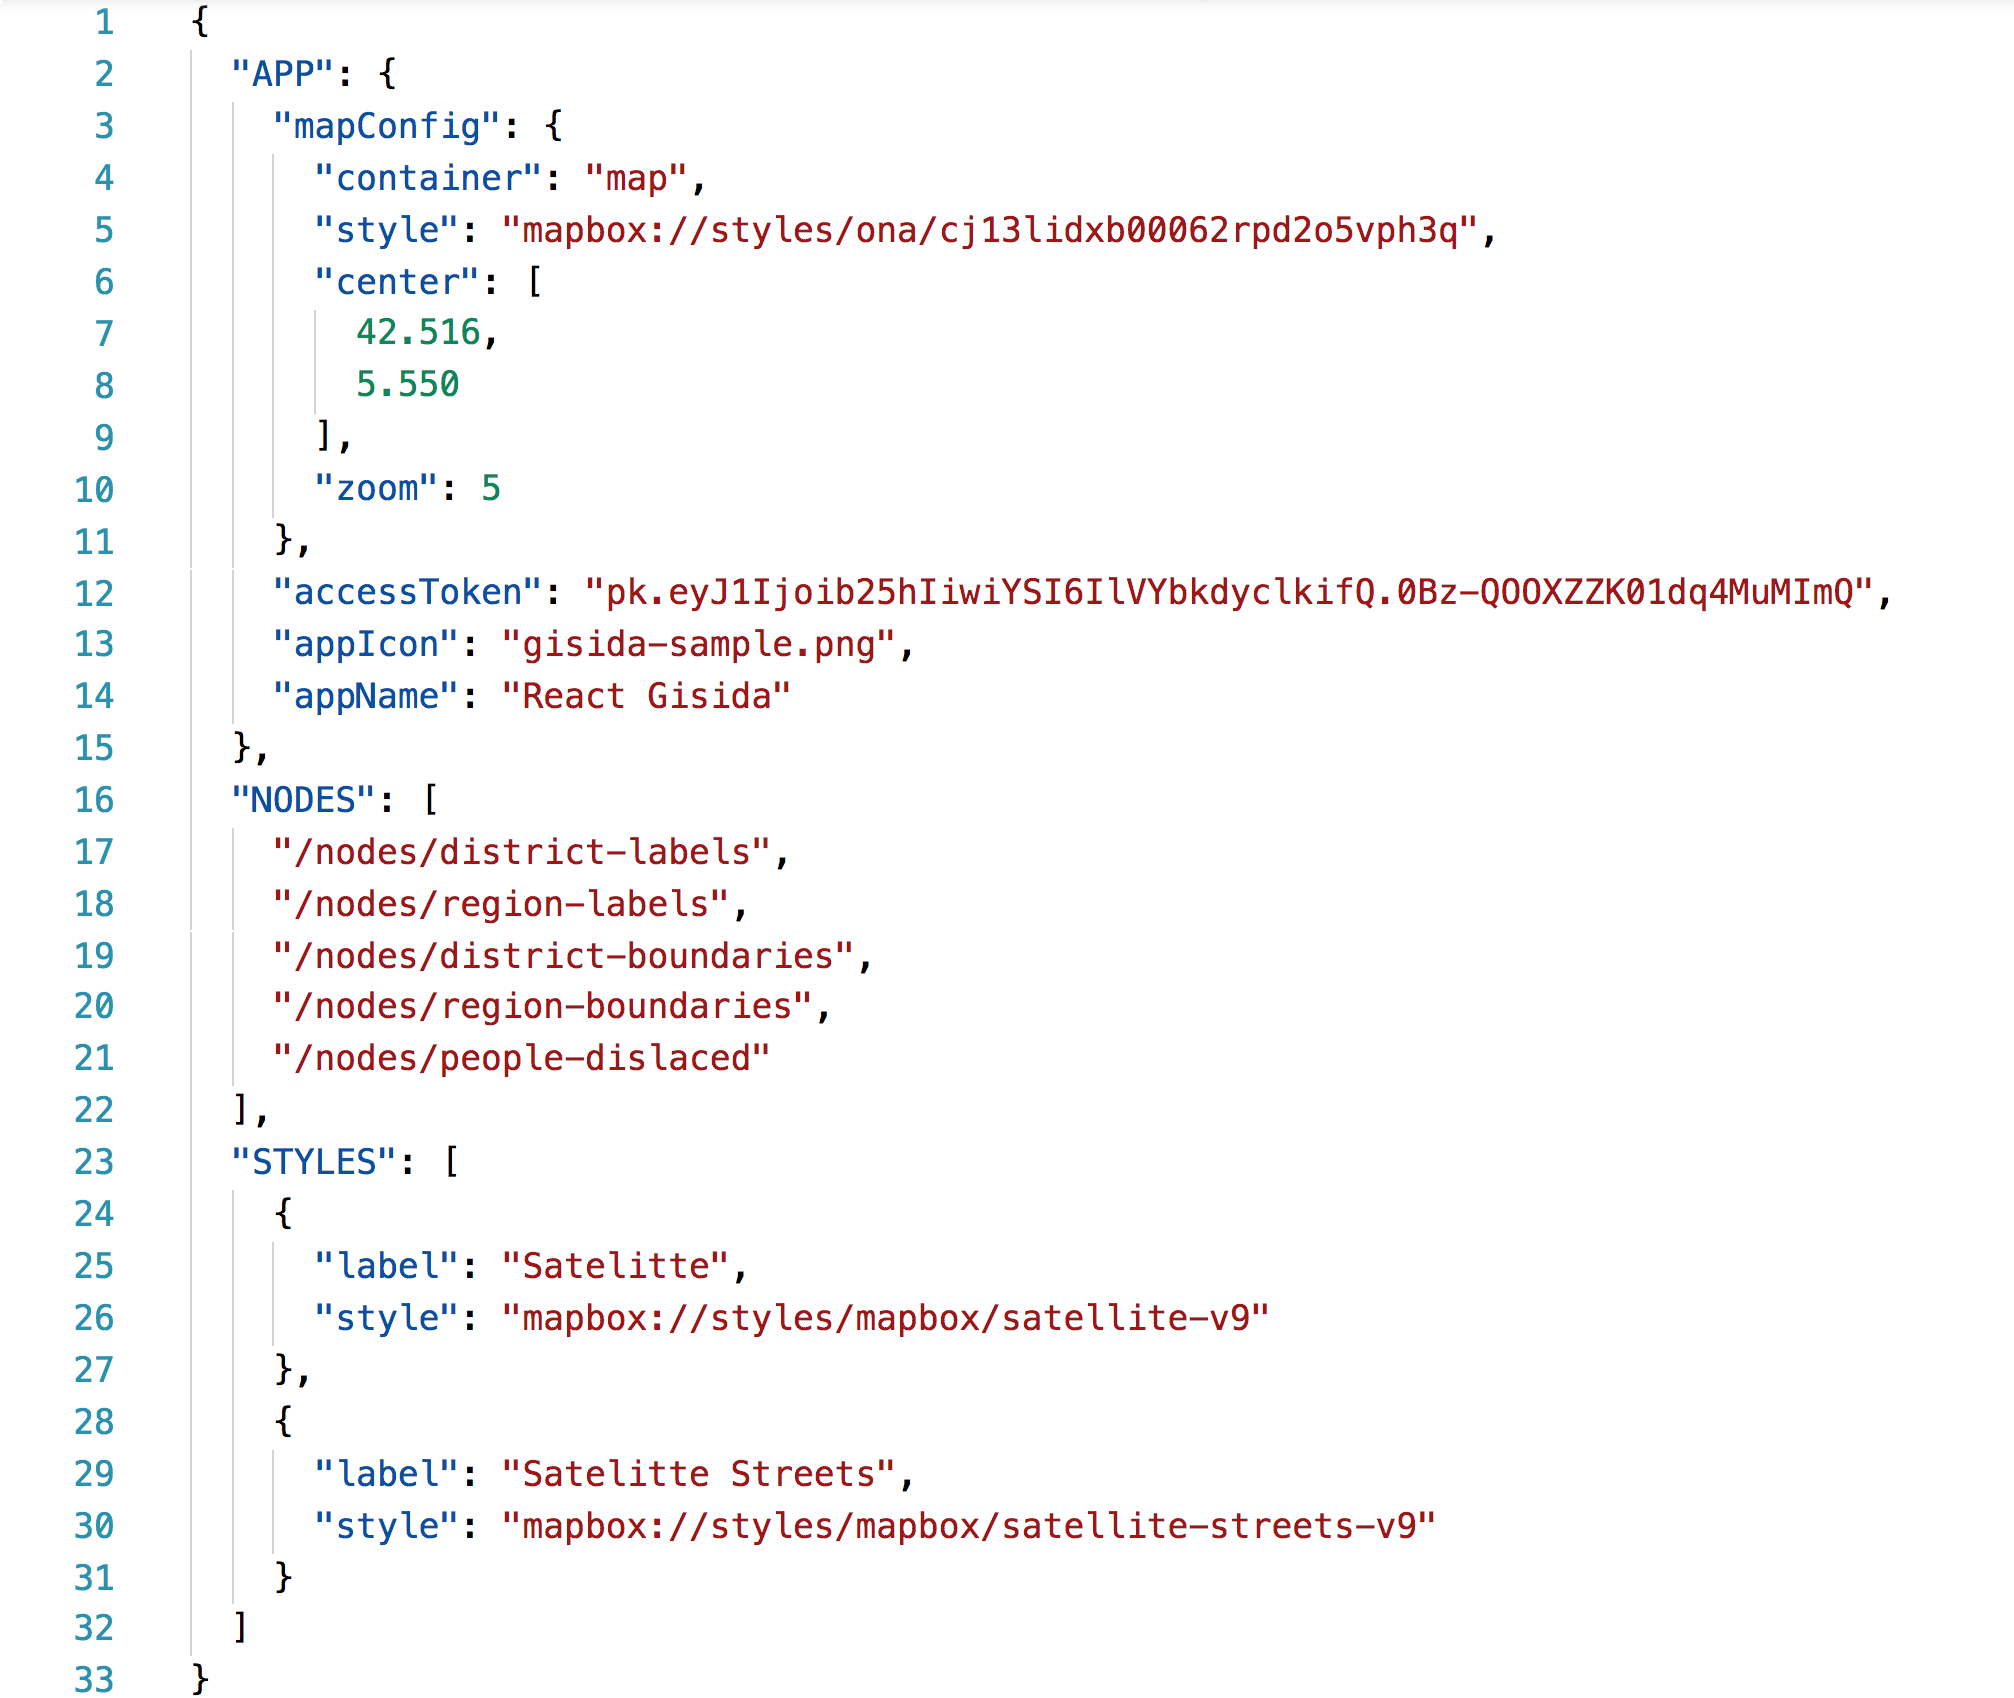 1 {
2 "APP": {
3 "mapConfig": {
4 "container": "map",
5 "style": "mapbox://styles/ona/cj13lidxb00062rpd2o5vph3q",
6 "center": [
7 42.516,
8 5.550
9 ],
10 "zoom": 5
11 },
12 "accessToken": "pk.eyJ1Ijoib25hIiwiYSI6IlVYbkdyclkifQ.0Bz-QOOXZZK01dq4MuMImQ",
13 "appIcon": "gisida-sample.png",
14 "appName": "React Gisida"
15 },
16 "NODES": [
17 "/nodes/district-labels",
18 "/nodes/region-labels",
19 "/nodes/district-boundaries",
20 "/nodes/region-boundaries",
21 "/nodes/people-dislaced"
22 ],
23 "STYLES": [
24 {
25 "label": "Satelitte",
26 "style": "mapbox://styles/mapbox/satellite-v9"
27 },
28 {
29 "label": "Satelitte Streets",
30 "style": "mapbox://styles/mapbox/satellite-streets-v9"
31 }
32 ]
33 }